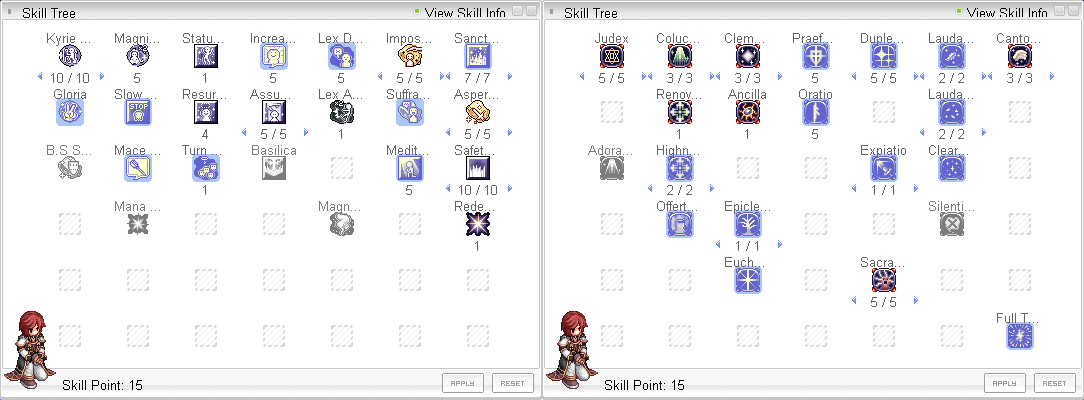 Skill Tree
View Skill Info
Kyrie ... Magni... Statu... Increa... Lex D... Impos... Sanct...
10 / 10 5 1 5 5 5 / 5 7 / 7
Gloria Slow ... Resur... Assu... Lex A... Suffra... Asper...
4 5 / 5 1 5 / 5
B.S S... Mace ... Turn ... Basilica Medit... Safet...
STOP
1 5 10 / 10
Mana ... Magn... Rede...
1
Skill Point: 15
APPLY RESET
Skill Tree
View Skill Info
Judex Coluc... Clem... Praef... Duple... Lauda... Canto...
5 / 5 3 / 3 3 / 3 5 5 / 5 2 / 2 3 / 3
Renov... Ancilla Oratio Lauda...
1 1 5 2 / 2
Adora... Highn... Expiatio Clear...
2 / 2 1 / 1
Offert... Epicle... Silenti...
1 / 1
Euch... Sacra...
5 / 5
Full T...
Skill Point: 15
APPLY RESET